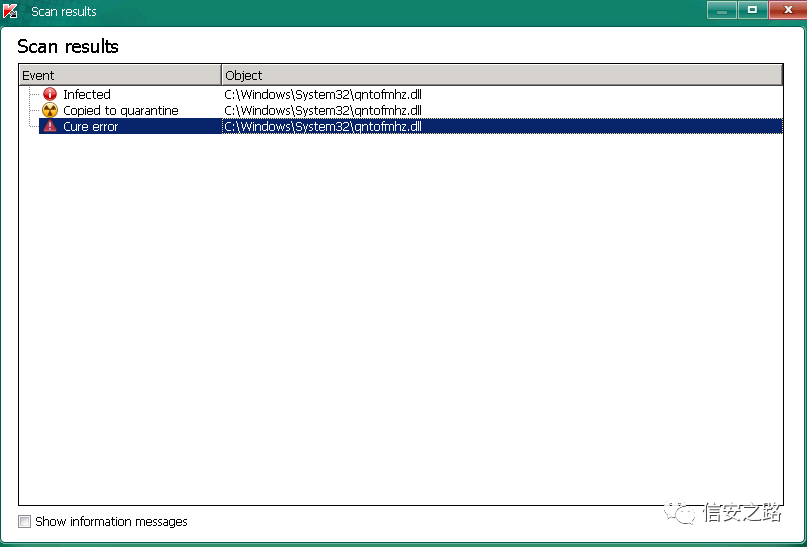 Scan results
Scan results
Event Object
Infected C:\Windows\System32\qntofmhz.dll
Copied to quarantine C:\Windows\System32\qntofmhz.dll
Cure error C:\Windows\System32\qntofmhz.dll
Show information messages
信安之路